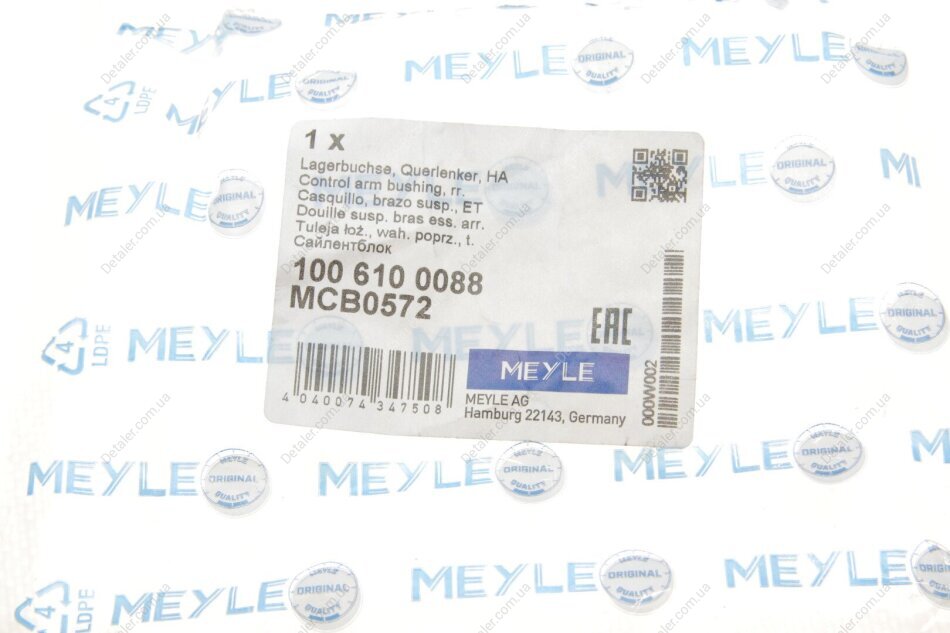 1 x
Lagerbuchse, Querlenker, HA
Control arm bushing, rr.
Casquillo, brazo susp., ET
Douille susp. bras ess. arr.
Tuleja łoż., wah. poprz., t.
Сайлентблок
100 610 0088
MCB0572
EAC
MEYLE
MEYLE AG
Hamburg 22143, Germany
4 040074 347508
000W002
MEYLE ORIGINAL QUALITY
4 LDPE
Detaler.com.ua